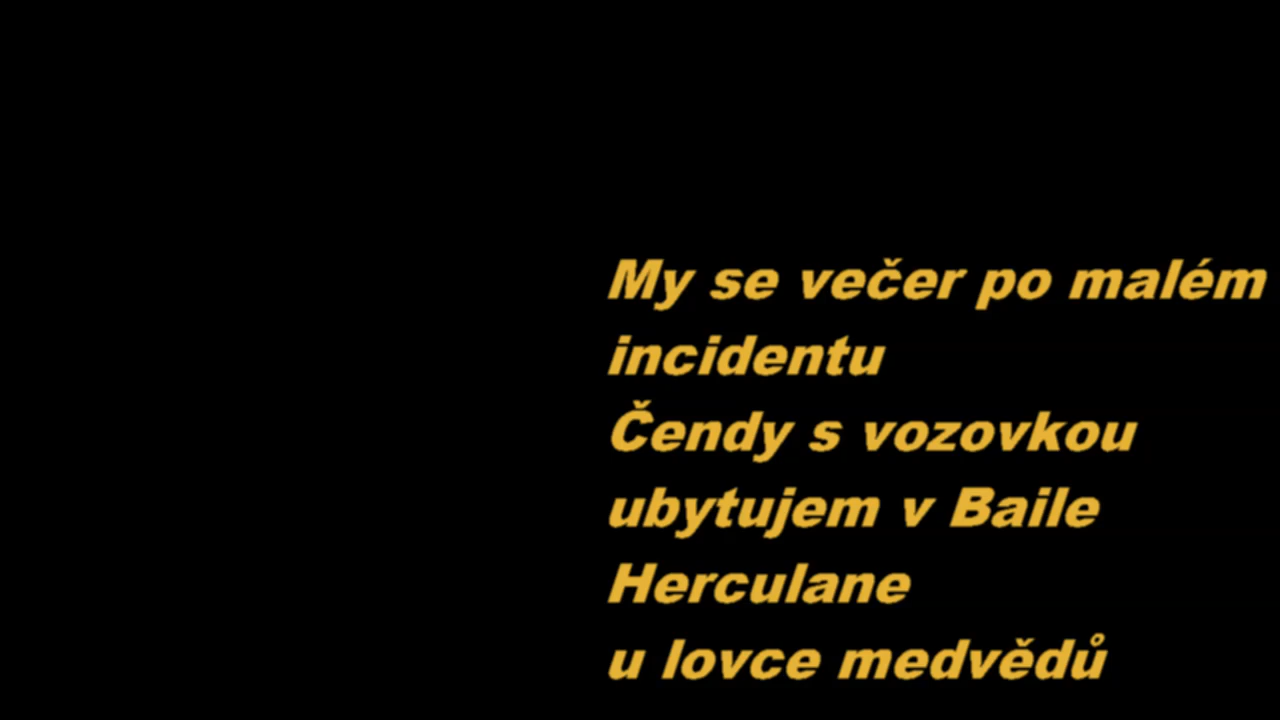 My se večer po malém
incidentu
Čendy s vozovkou
ubytujem v Baile
Herculane
u lovce medvědů